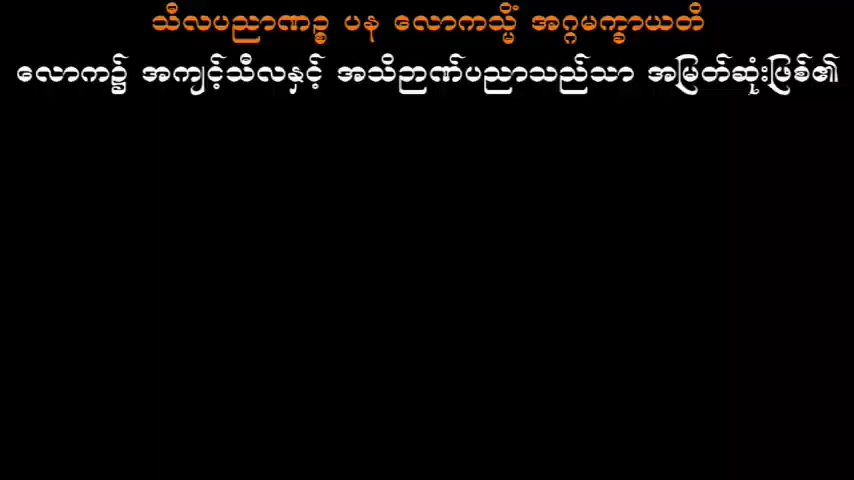 သီလပညာဏဉ္စ ပန လောကသ္မိံ အဂ္ဂမက္ခာယတိ
လောက၌ အကျင့်သီလနှင့် အသိဉာဏ်ပညာသည်သာ အမြတ်ဆုံးဖြစ်၏